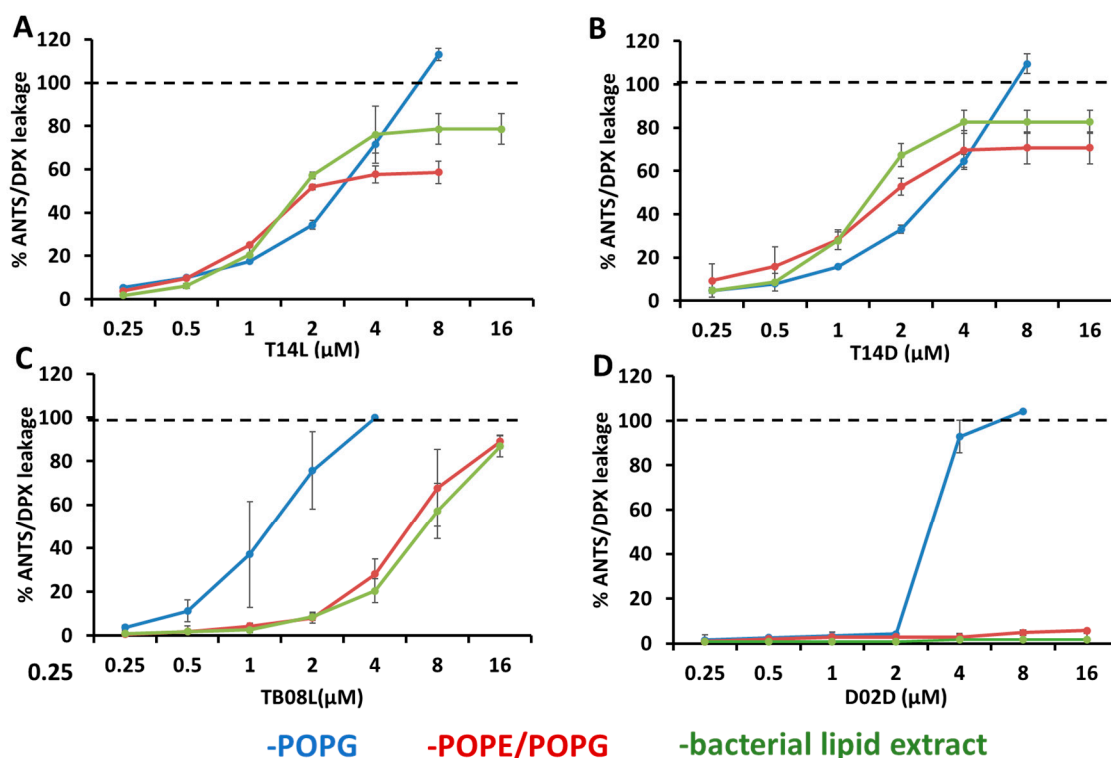 A
120
100
80
60
40
20
0
% ANTS/DPX leakage
0.25 0.5 1 2 4 8 16
T14L (µM)
B
120
100
80
60
40
20
0
% ANTS/DPX leakage
0.25 0.5 1 2 4 8 16
T14D (µM)
C
120
100
80
60
40
20
0
% ANTS/DPX leakage
0.25
0.25 0.5 1 2 4 8 16
TB08L(µM)
D
120
100
80
60
40
20
0
% ANTS/DPX leakage
0.25 0.5 1 2 4 8 16
D02D (µM)
-POPG -POPE/POPG -bacterial lipid extract